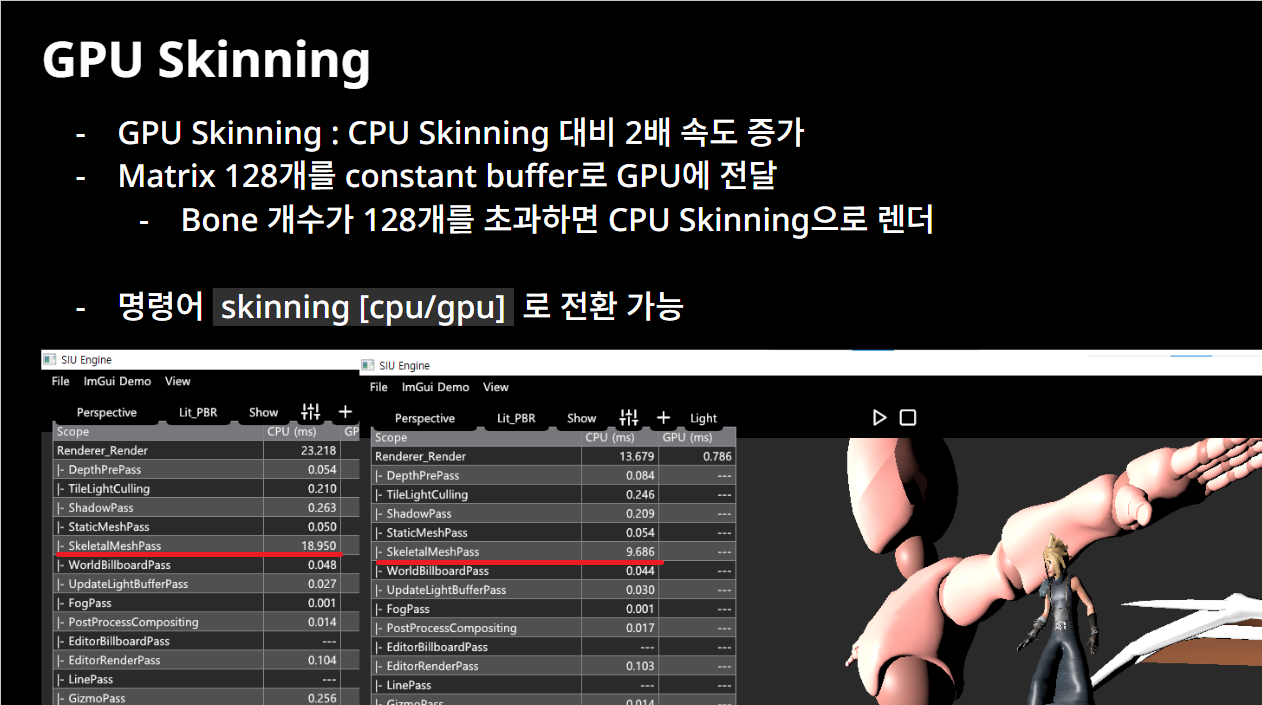 GPU Skinning
- GPU Skinning : CPU Skinning 대비 2배 속도 증가
- Matrix 128개를 constant buffer로 GPU에 전달
- Bone 개수가 128개를 초과하면 CPU Skinning으로 렌더
- 명령어 skinning [cpu/gpu] 로 전환 가능
SIU Engine
File ImGui Demo View
Perspective Lit_PBR Show
Scope CPU (ms) GP
Renderer_Render 23.218
|- DepthPrePass 0.054
|- TileLightCulling 0.210
|- ShadowPass 0.263
|- StaticMeshPass 0.050
|- SkeletalMeshPass 18.950
|- WorldBillboardPass 0.048
|- UpdateLightBufferPass 0.027
|- FogPass 0.001
|- PostProcessCompositing 0.014
|- EditorBillboardPass ---
|- EditorRenderPass 0.104
|- LinePass ---
|- GizmoPass 0.256
SIU Engine
File ImGui Demo View
Perspective Lit_PBR Show Light
Scope CPU (ms) GPU (ms)
Renderer_Render 13.679 0.786
|- DepthPrePass 0.084 ---
|- TileLightCulling 0.246 ---
|- ShadowPass 0.209 ---
|- StaticMeshPass 0.054 ---
|- SkeletalMeshPass 9.686 ---
|- WorldBillboardPass 0.044 ---
|- UpdateLightBufferPass 0.030 ---
|- FogPass 0.001 ---
|- PostProcessCompositing 0.017 ---
|- EditorBillboardPass --- ---
|- EditorRenderPass 0.103 ---
|- LinePass --- ---
|- GizmoPass 0.014 ---